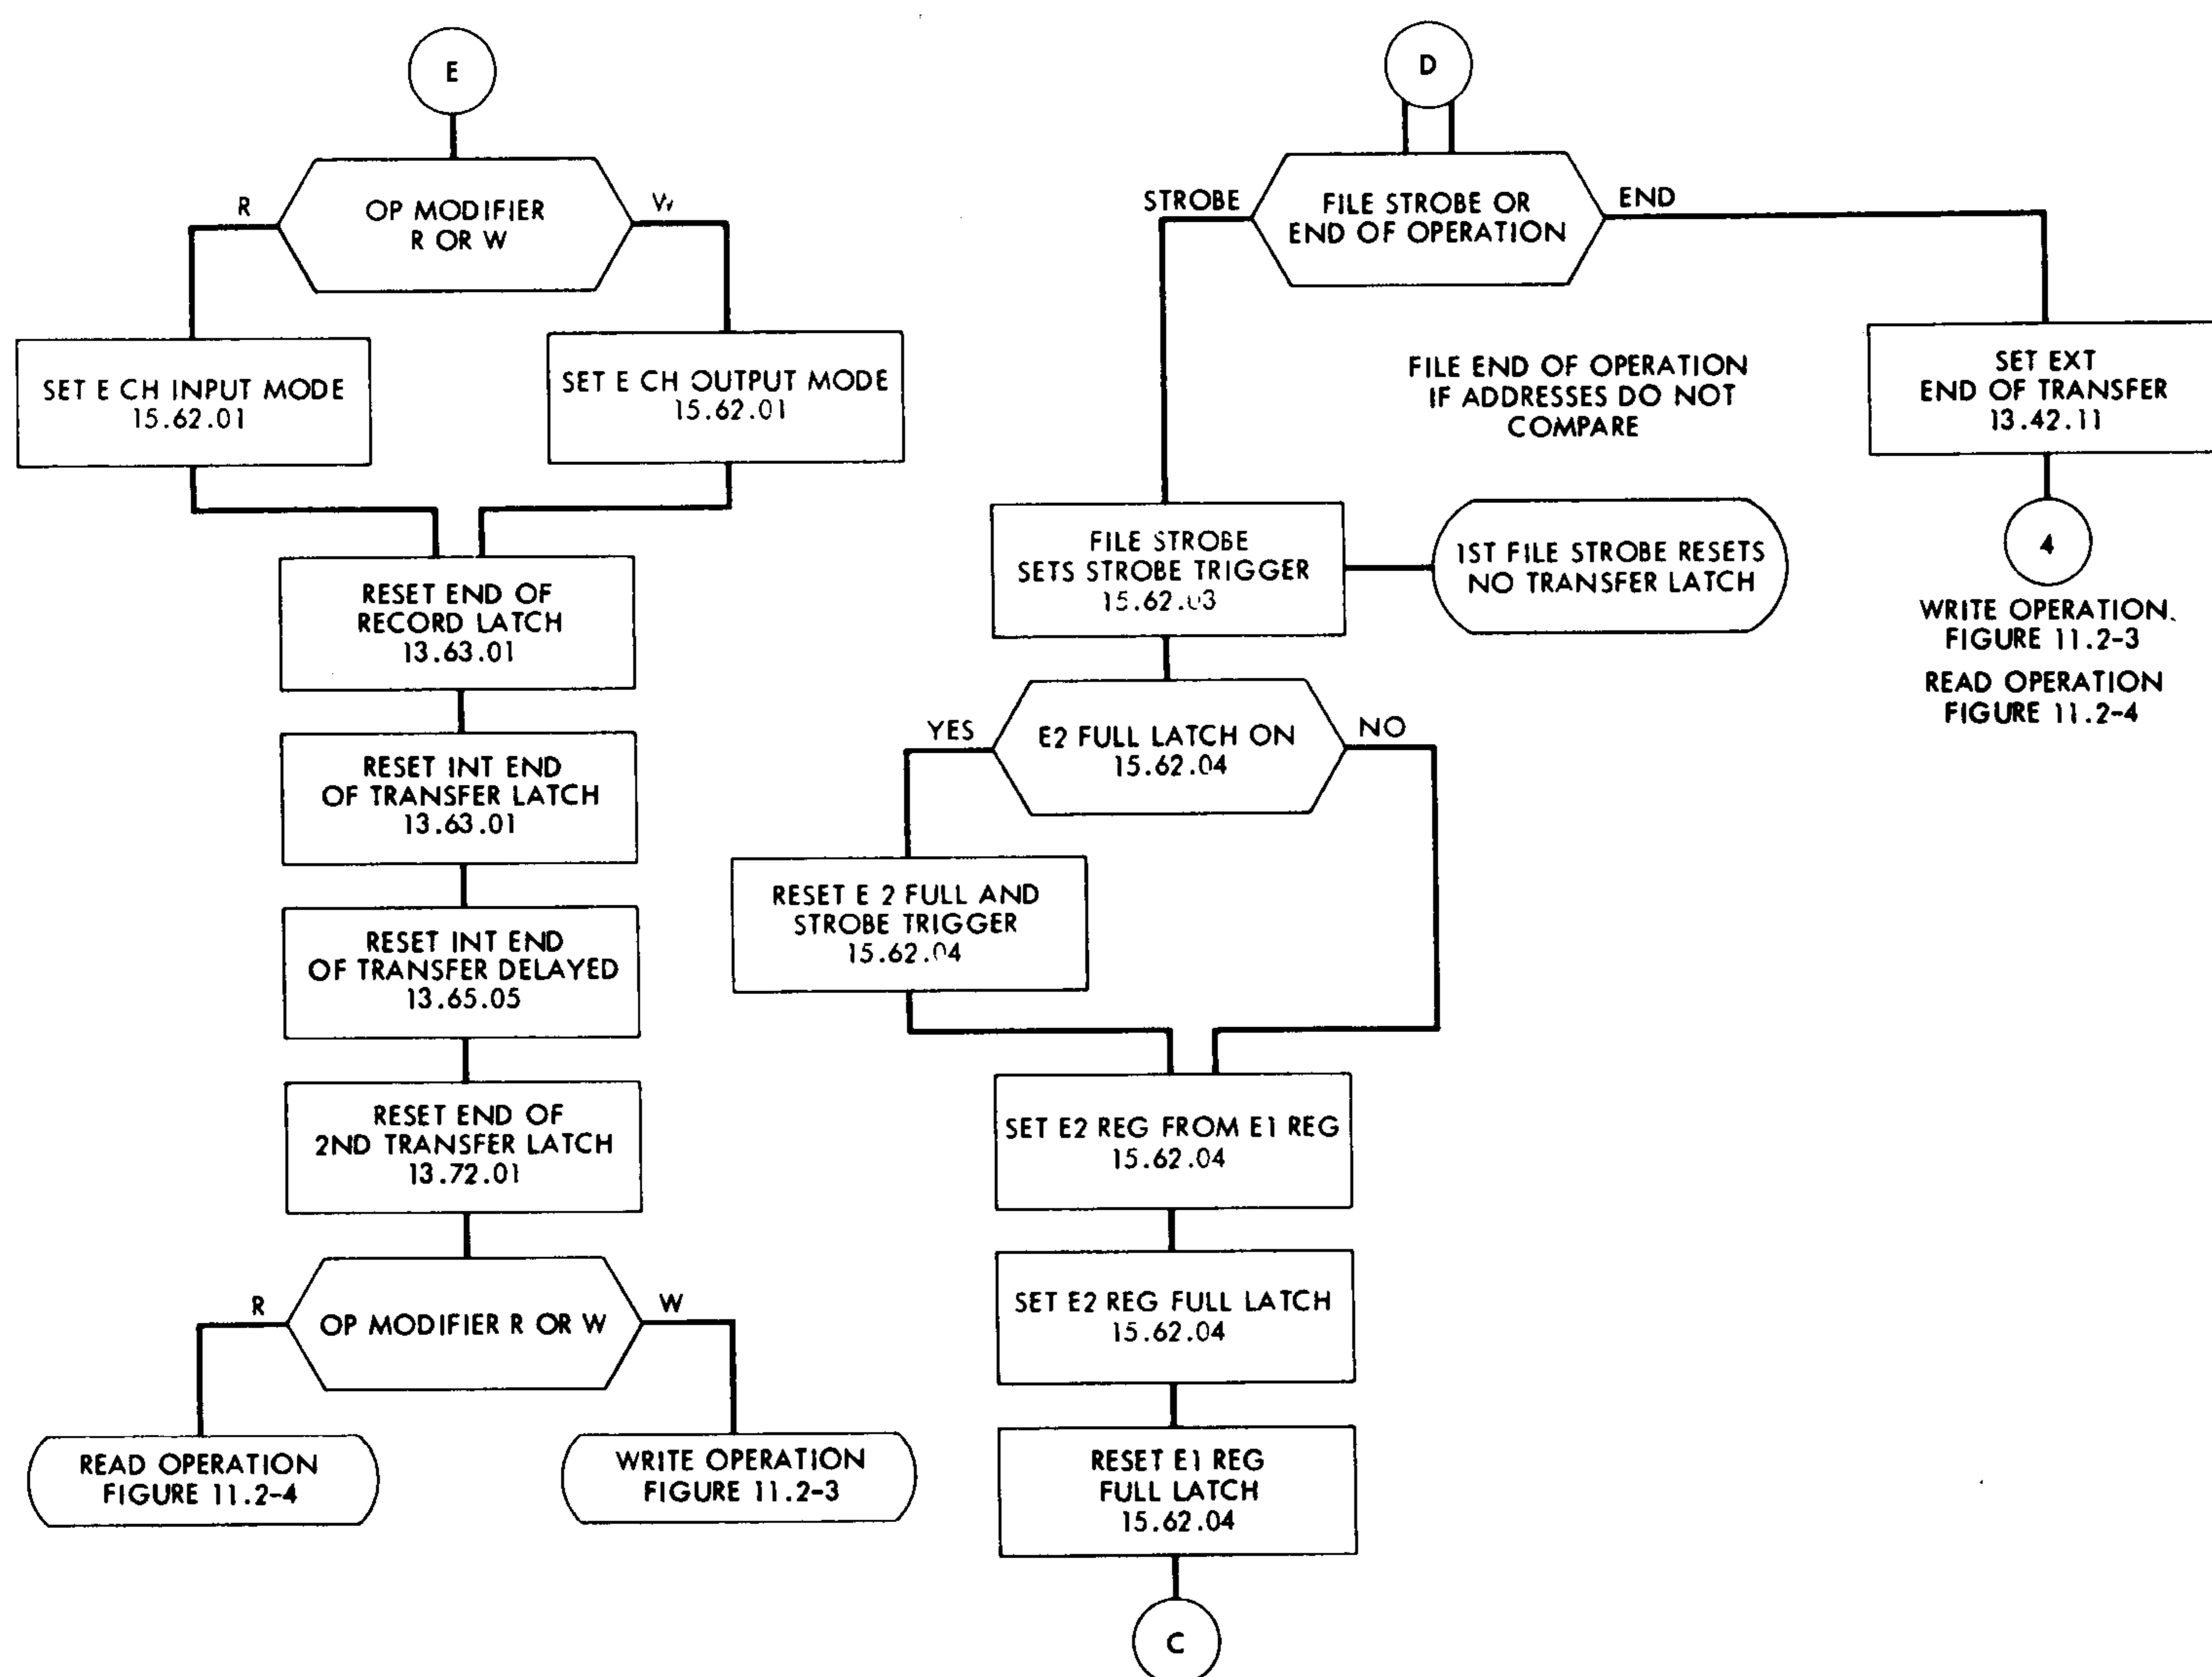 E
OP MODIFIER
R OR W
R
W
SET E CH INPUT MODE
15.62.01
SET E CH OUTPUT MODE
15.62.01
RESET END OF
RECORD LATCH
13.63.01
RESET INT END
OF TRANSFER LATCH
13.63.01
RESET INT END
OF TRANSFER DELAYED
13.65.05
RESET END OF
2ND TRANSFER LATCH
13.72.01
OP MODIFIER R OR W
R
W
READ OPERATION
FIGURE 11.2-4
WRITE OPERATION
FIGURE 11.2-3
D
FILE STROBE OR
END OF OPERATION
STROBE
END
FILE END OF OPERATION
IF ADDRESSES DO NOT
COMPARE
SET EXT
END OF TRANSFER
13.42.11
4
WRITE OPERATION.
FIGURE 11.2-3
READ OPERATION
FIGURE 11.2-4
FILE STROBE
SETS STROBE TRIGGER
15.62.03
1ST FILE STROBE RESETS
NO TRANSFER LATCH
E2 FULL LATCH ON
15.62.04
YES
NO
RESET E 2 FULL AND
STROBE TRIGGER
15.62.04
SET E2 REG FROM E1 REG
15.62.04
SET E2 REG FULL LATCH
15.62.04
RESET E1 REG
FULL LATCH
15.62.04
C